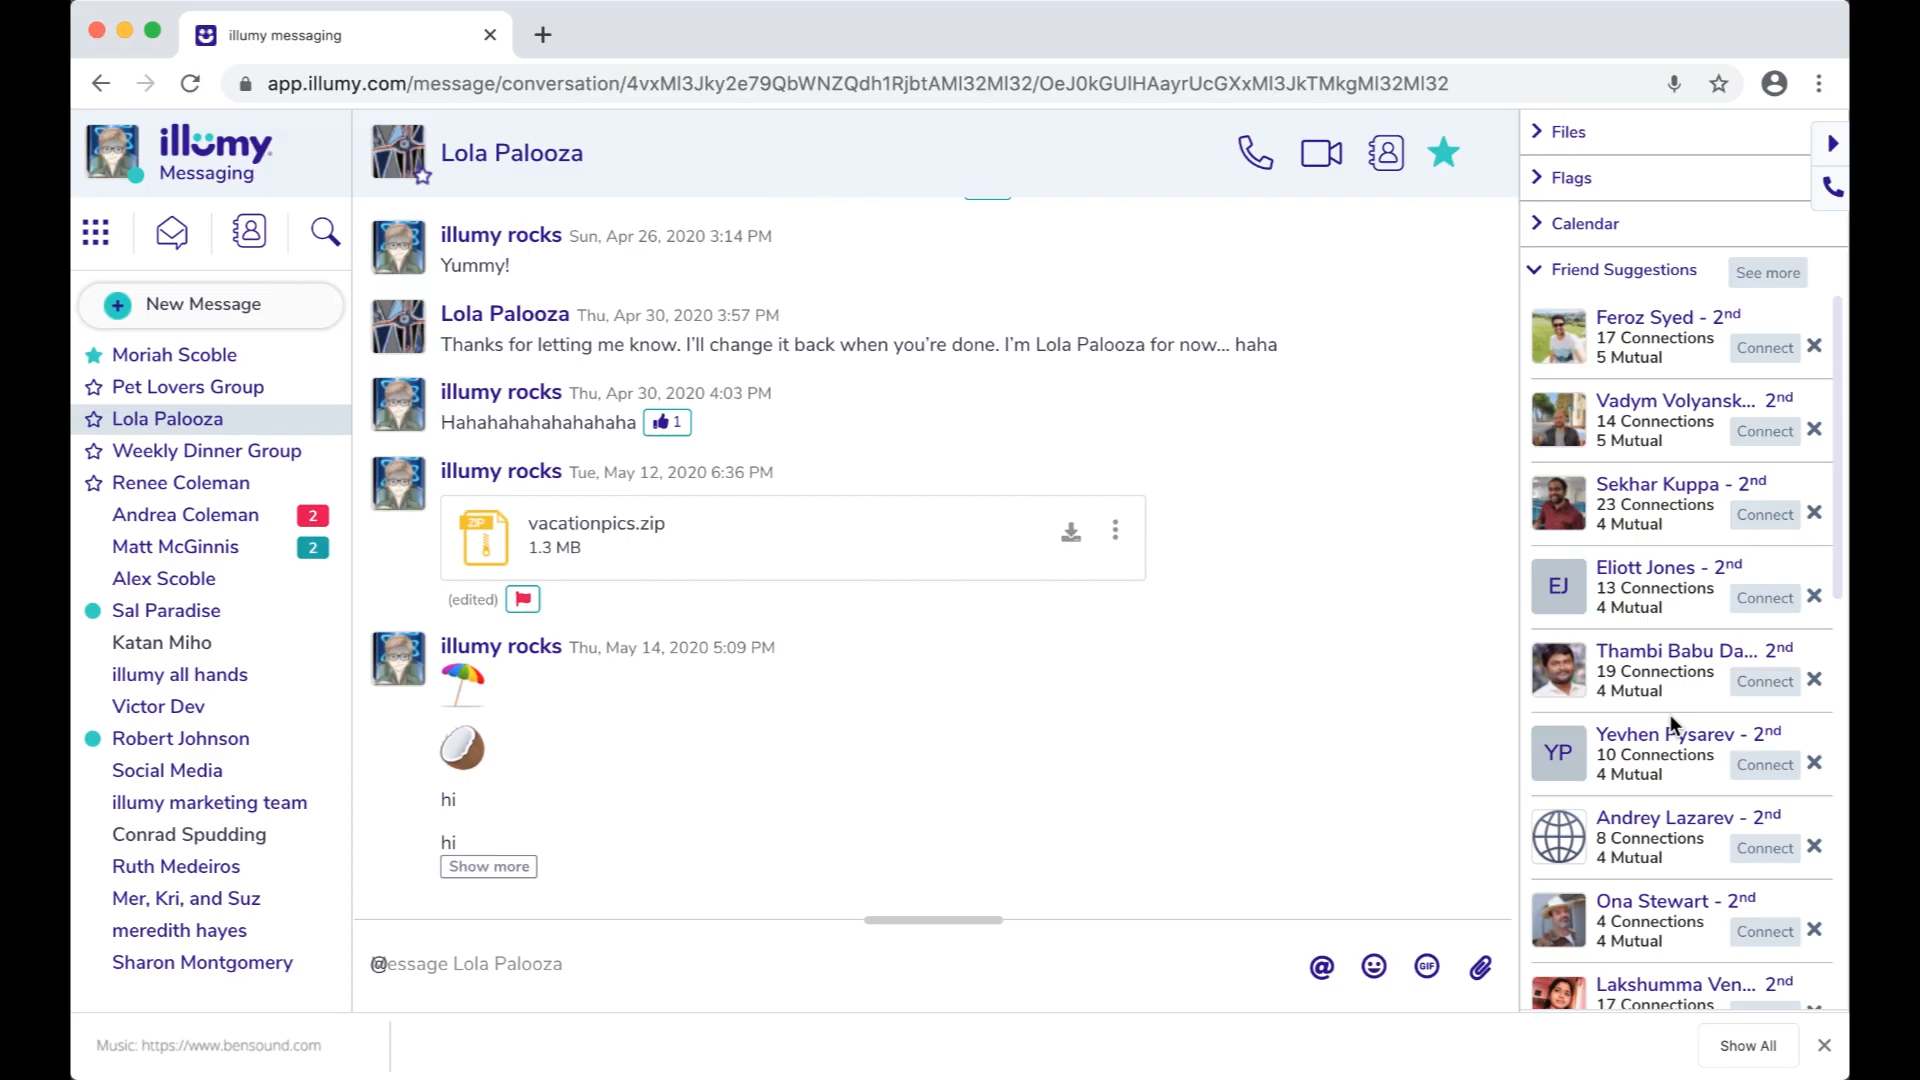 illumy messaging
app.illumy.com/message/conversation/4vxMl3Jky2e79QbWNZQdh1RjbtAMl32Ml32/OeJ0kGUlHAayrUcGXxMl3JkTMkgMl32Ml32
illumy
Messaging
New Message
Moriah Scoble
Pet Lovers Group
Lola Palooza
Weekly Dinner Group
Renee Coleman
Andrea Coleman 2
Matt McGinnis 2
Alex Scoble
Sal Paradise
Katan Miho
illumy all hands
Victor Dev
Robert Johnson
Social Media
illumy marketing team
Conrad Spudding
Ruth Medeiros
Mer, Kri, and Suz
meredith hayes
Sharon Montgomery
Lola Palooza
illumy rocks Sun, Apr 26, 2020 3:14 PM
Yummy!
Lola Palooza Thu, Apr 30, 2020 3:57 PM
Thanks for letting me know. I'll change it back when you're done. I'm Lola Palooza for now... haha
illumy rocks Thu, Apr 30, 2020 4:03 PM
Hahahahahahahahaha 1
illumy rocks Tue, May 12, 2020 6:36 PM
ZIP
vacationpics.zip
1.3 MB
(edited)
illumy rocks Thu, May 14, 2020 5:09 PM
hi
hi
Show more
@ essage Lola Palooza
@ GIF
Files
Flags
Calendar
Friend Suggestions See more
Feroz Syed - 2nd
17 Connections
5 Mutual
Connect
Vadym Volyansk... 2nd
14 Connections
5 Mutual
Connect
Sekhar Kuppa - 2nd
23 Connections
4 Mutual
Connect
EJ
Eliott Jones - 2nd
13 Connections
4 Mutual
Connect
Thambi Babu Da... 2nd
19 Connections
4 Mutual
Connect
YP
Yevhen Pysarev - 2nd
10 Connections
4 Mutual
Connect
Andrey Lazarev - 2nd
8 Connections
4 Mutual
Connect
Ona Stewart - 2nd
4 Connections
4 Mutual
Connect
Lakshumma Ven... 2nd
17 Connections
Music: https://www.bensound.com
Show All